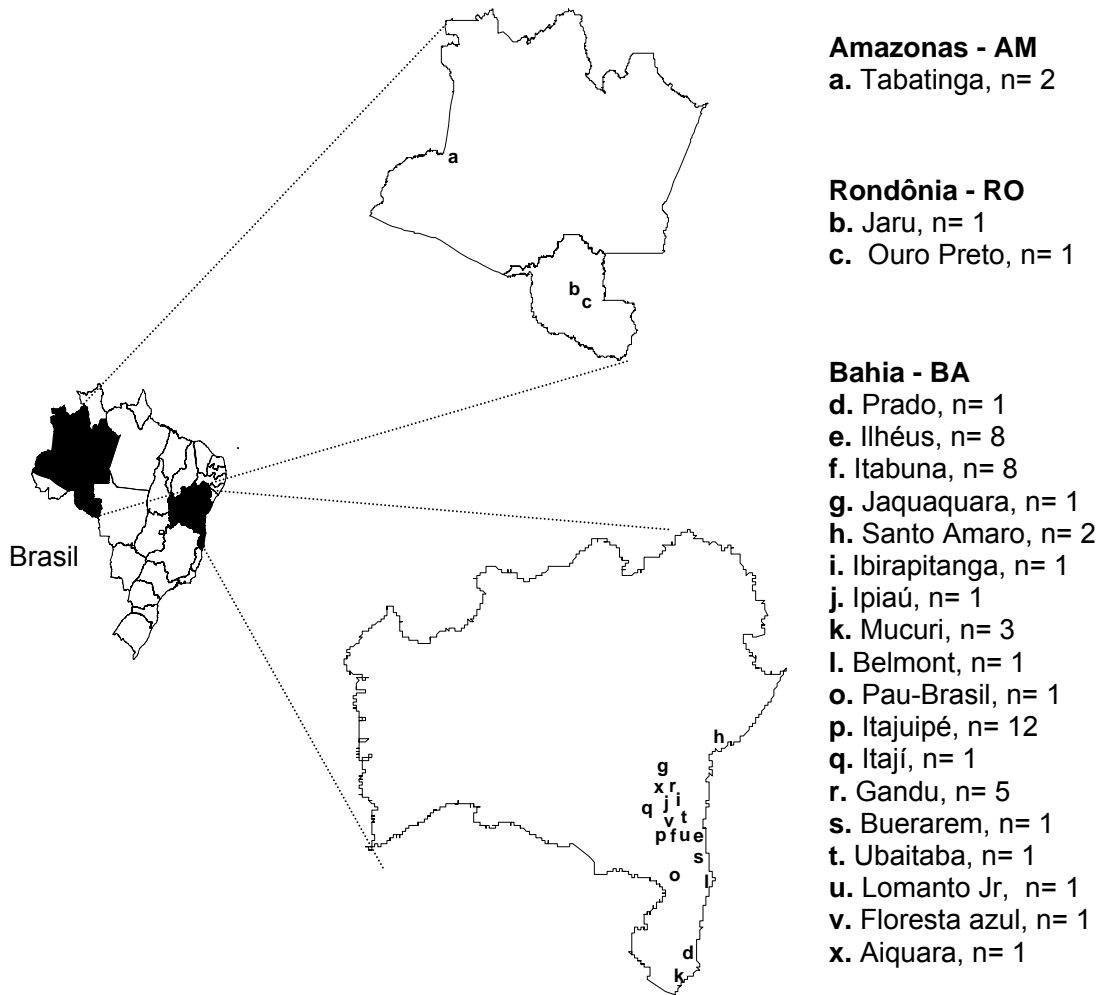 Amazonas - AM
a. Tabatinga, n= 2
Rondônia - RO
b. Jaru, n= 1
c. Ouro Preto, n= 1
Bahia - BA
d. Prado, n= 1
e. Ilhéus, n= 8
f. Itabuna, n= 8
g. Jaquaquara, n= 1
h. Santo Amaro, n= 2
i. Ibirapitanga, n= 1
j. Ipiaú, n= 1
k. Mucuri, n= 3
l. Belmont, n= 1
o. Pau-Brasil, n= 1
p. Itajuipé, n= 12
q. Itají, n= 1
r. Gandu, n= 5
s. Buerarem, n= 1
t. Ubaitaba, n= 1
u. Lomanto Jr, n= 1
v. Floresta azul, n= 1
x. Aiquara, n= 1
a
b
c
Brasil
h
g
x r
q j i
v t
p f u e
s
o l
d
k